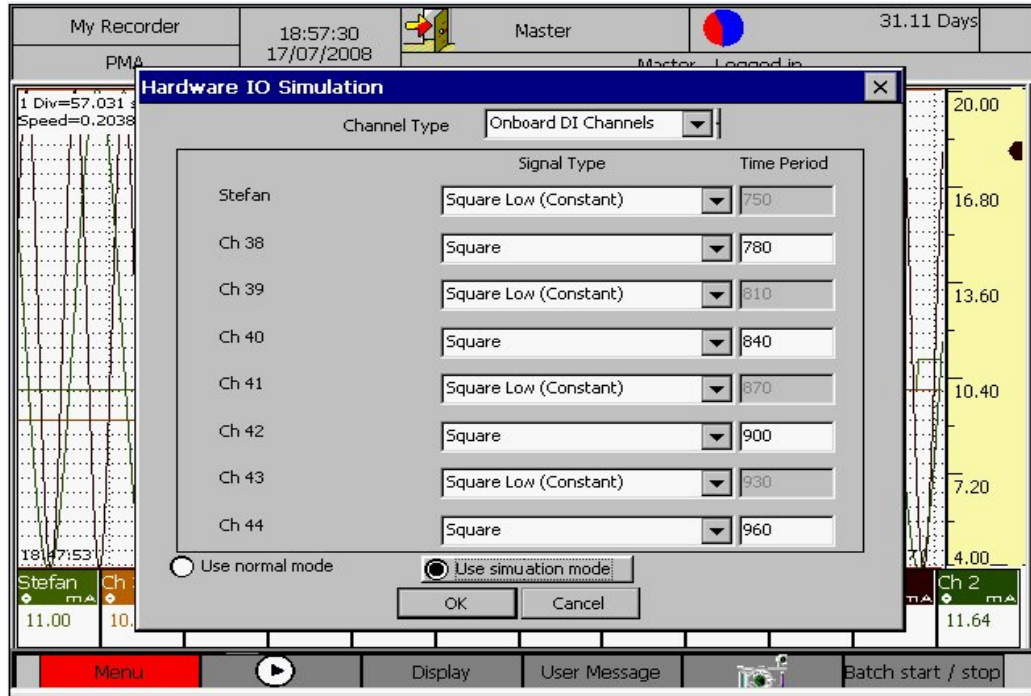 My Recorder
18:57:30
17/07/2008
Master
31.11 Days
PMA
Master
Logged in
Hardware IO Simulation
1 Div=57.031 s
Speed=0.2038
Channel Type
Onboard DI Channels
Signal Type
Time Period
Stefan
Square Low (Constant)
750
Ch 38
Square
780
Ch 39
Square Low (Constant)
810
Ch 40
Square
840
Ch 41
Square Low (Constant)
870
Ch 42
Square
900
Ch 43
Square Low (Constant)
930
Ch 44
Square
960
Use normal mode
Use simuation mode
OK
Cancel
20.00
16.80
13.60
10.40
7.20
4.00
18:47:53
Stefan
mA
11.00
Ch
10.
mA
Ch 2
mA
11.64
Menu
Display
User Message
Batch start / stop